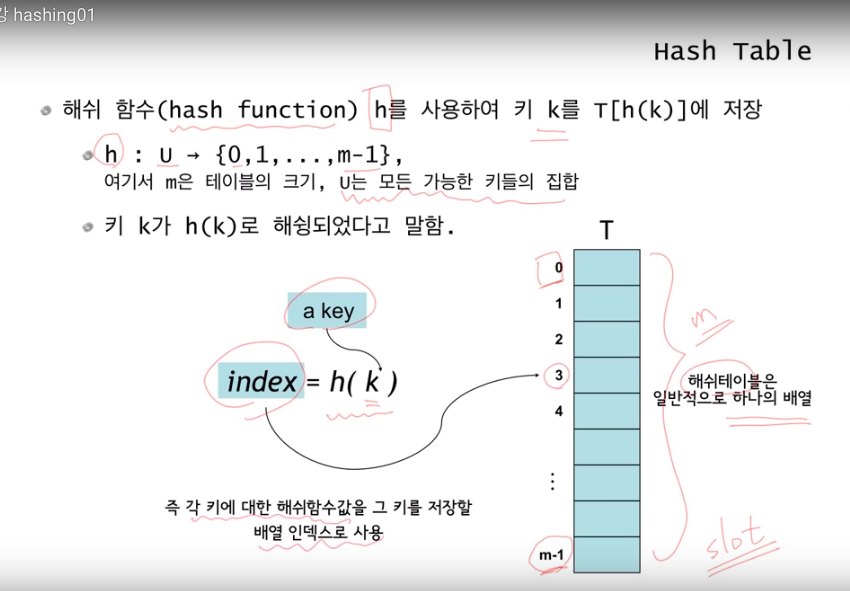 강 hashing01
Hash Table
해쉬 함수(hash function) h를 사용하여 키 k를 T[h(k)]에 저장
h : U → {0,1,...,m-1},
여기서 m은 테이블의 크기, U는 모든 가능한 키들의 집합
키 k가 h(k)로 해슁되었다고 말함.
T
a key
index = h( k )
0
1
2
3
4
⋮
m-1
m
해쉬테이블은
일반적으로 하나의 배열
즉 각 키에 대한 해쉬함수값을 그 키를 저장할
배열 인덱스로 사용
slot